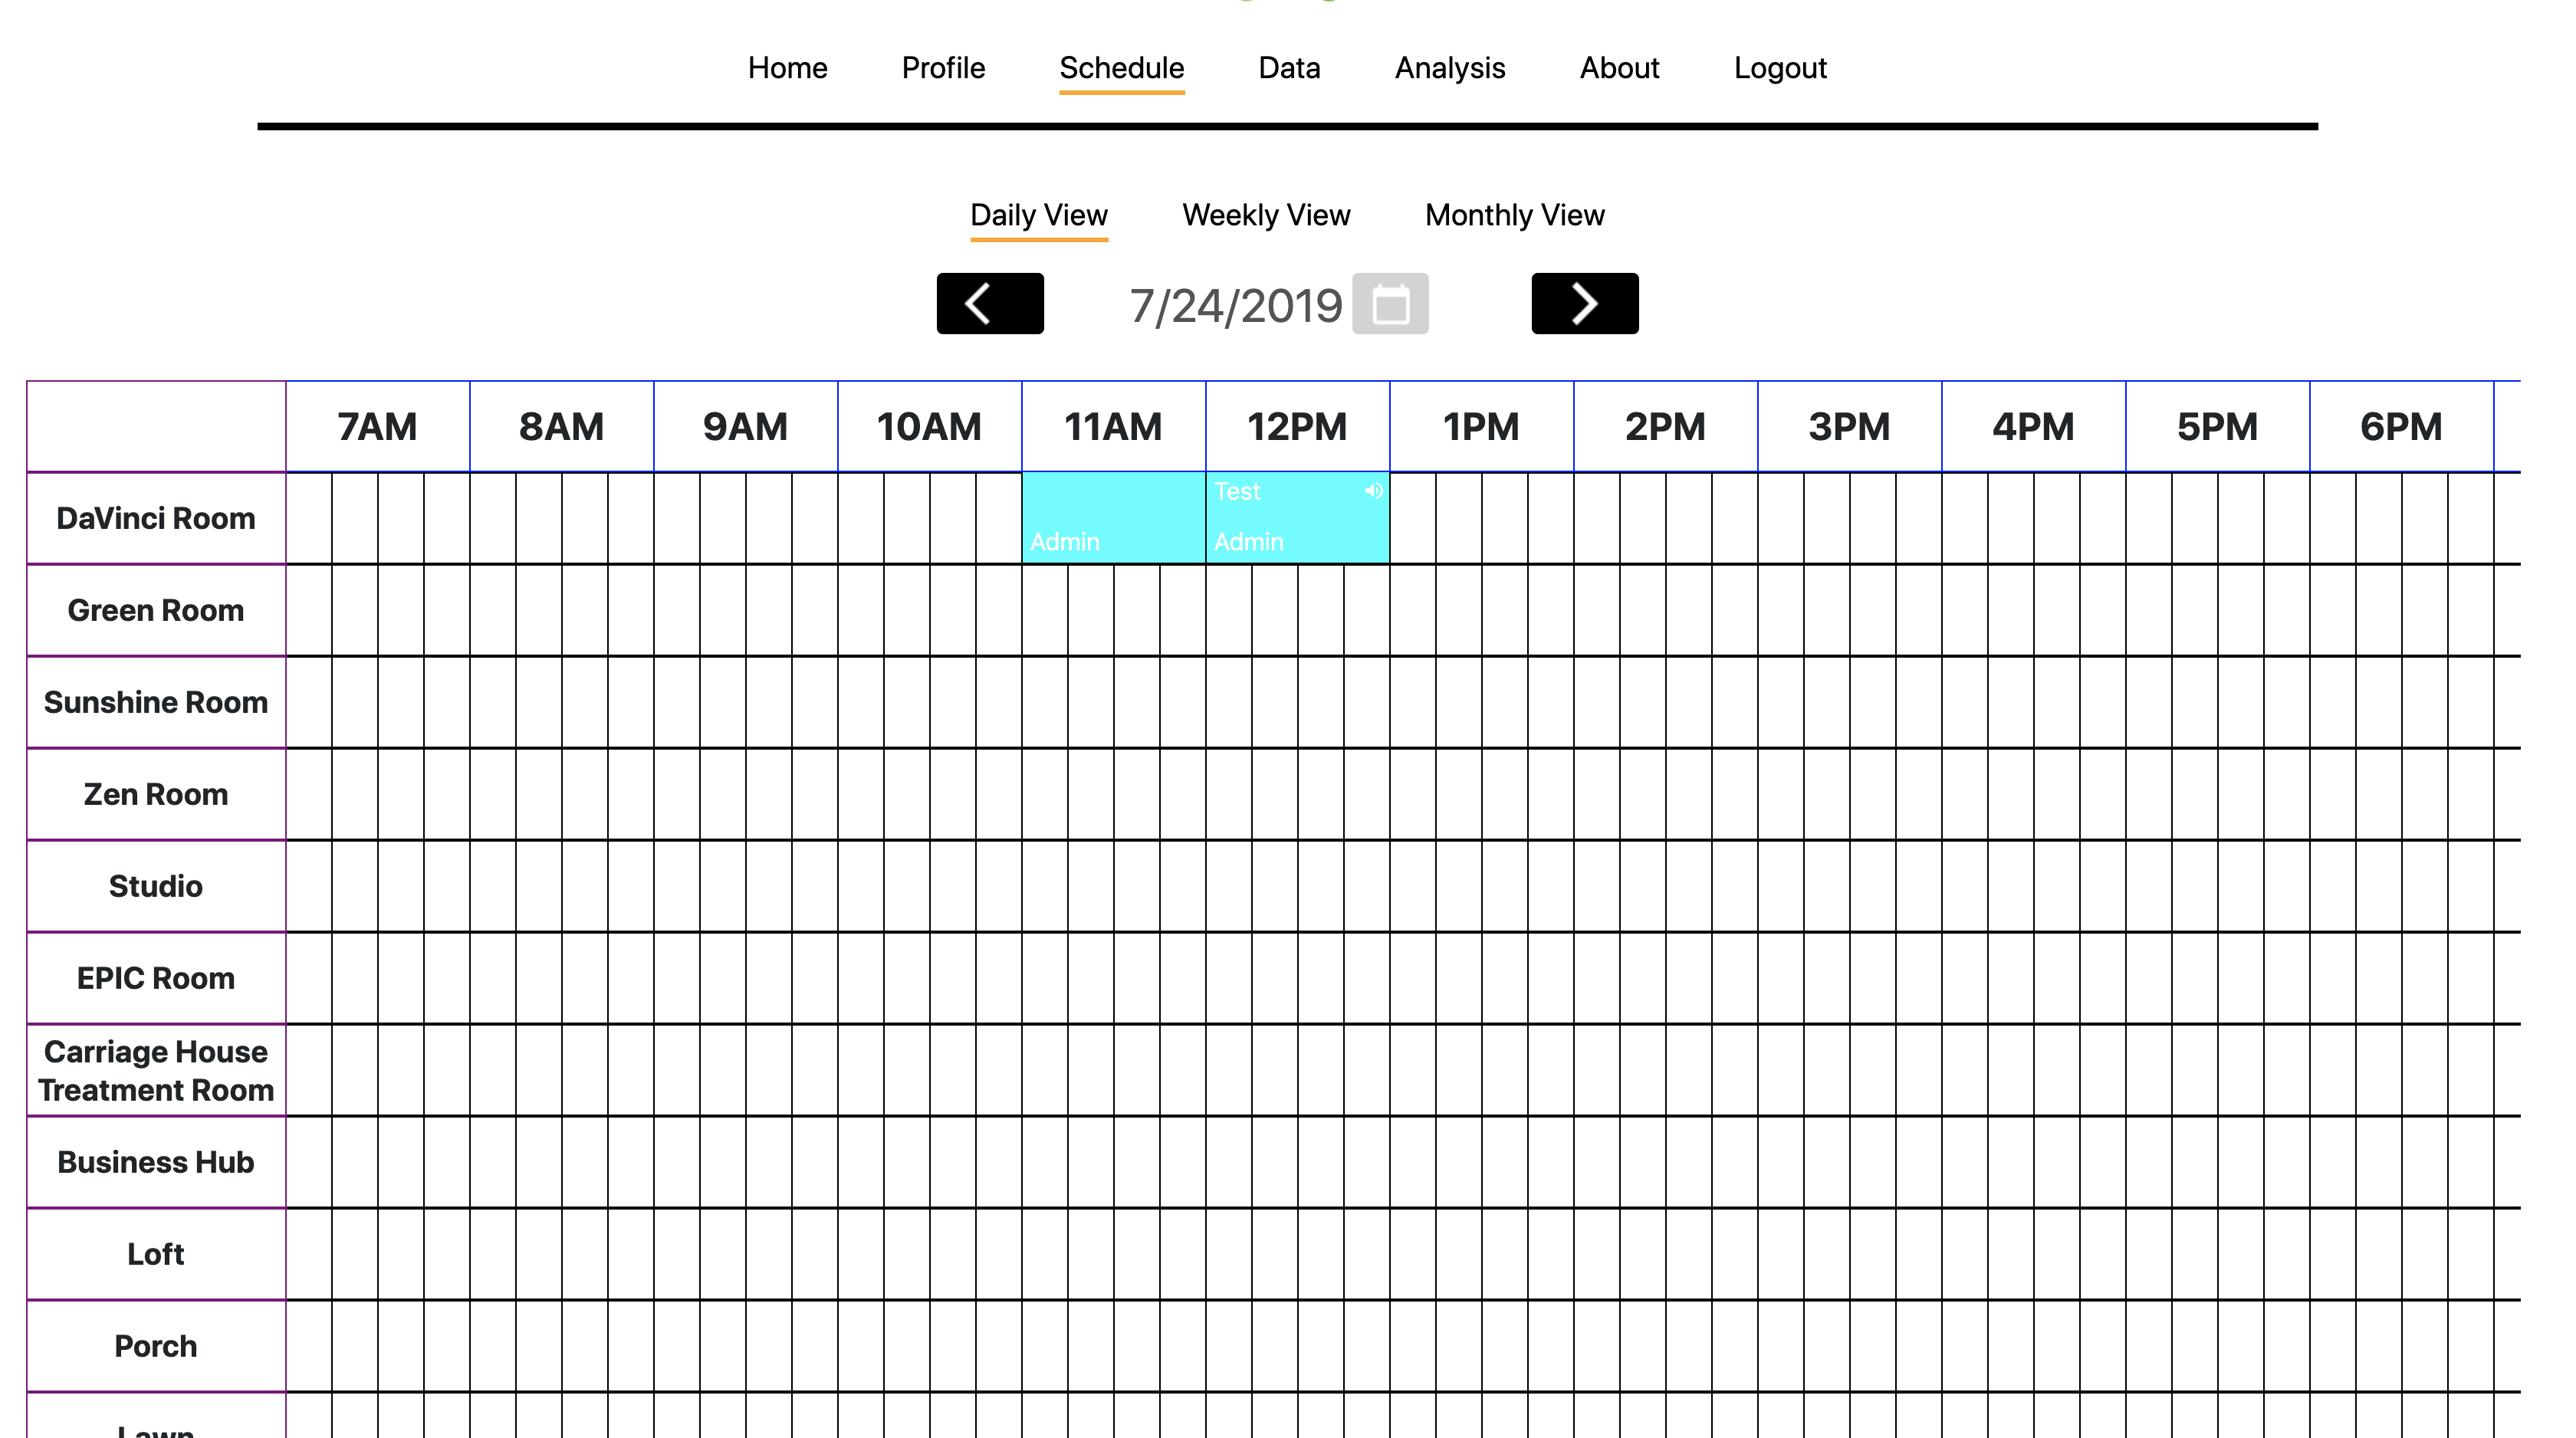 Home Profile Schedule Data Analysis About Logout
Daily View Weekly View Monthly View
7/24/2019
7AM 8AM 9AM 10AM 11AM 12PM 1PM 2PM 3PM 4PM 5PM 6PM
DaVinci Room
Test
Admin Admin
Green Room
Sunshine Room
Zen Room
Studio
EPIC Room
Carriage House
Treatment Room
Business Hub
Loft
Porch
Lawn